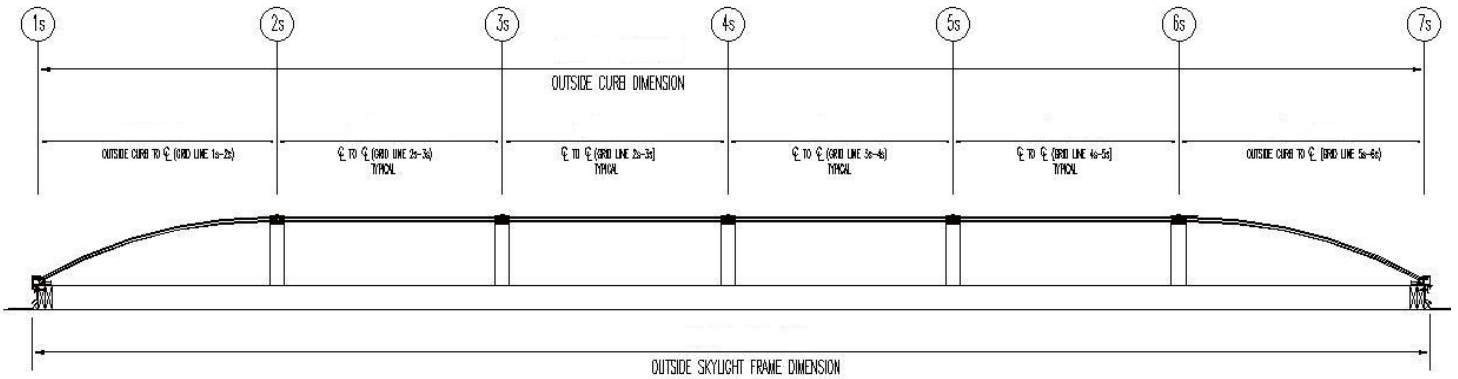 1s 2s 3s 4s 5s 6s 7s
OUTSIDE CURB DIMENSION
OUTSIDE CURB TO ℄ (GRID LINE 1s-2s)
℄ TO ℄ (GRID LINE 2s-3s)
TYPICAL
℄ TO ℄ (GRID LINE 2s-3s)
TYPICAL
℄ TO ℄ (GRID LINE 3s-4s)
TYPICAL
℄ TO ℄ (GRID LINE 4s-5s)
TYPICAL
OUTSIDE CURB TO ℄ (GRID LINE 5s-6s)
OUTSIDE SKYLIGHT FRAME DIMENSION